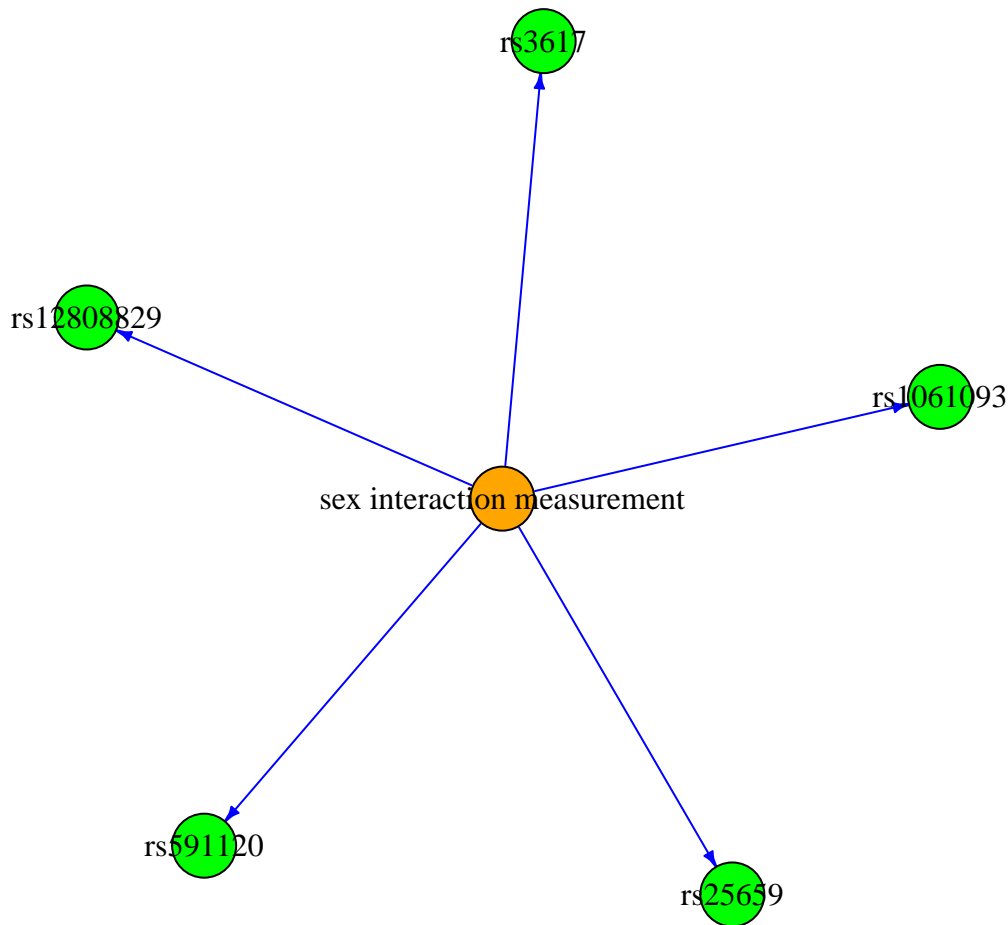 rs3617
rs12808829
rs1061093
sex interaction measurement
rs591120
rs25659